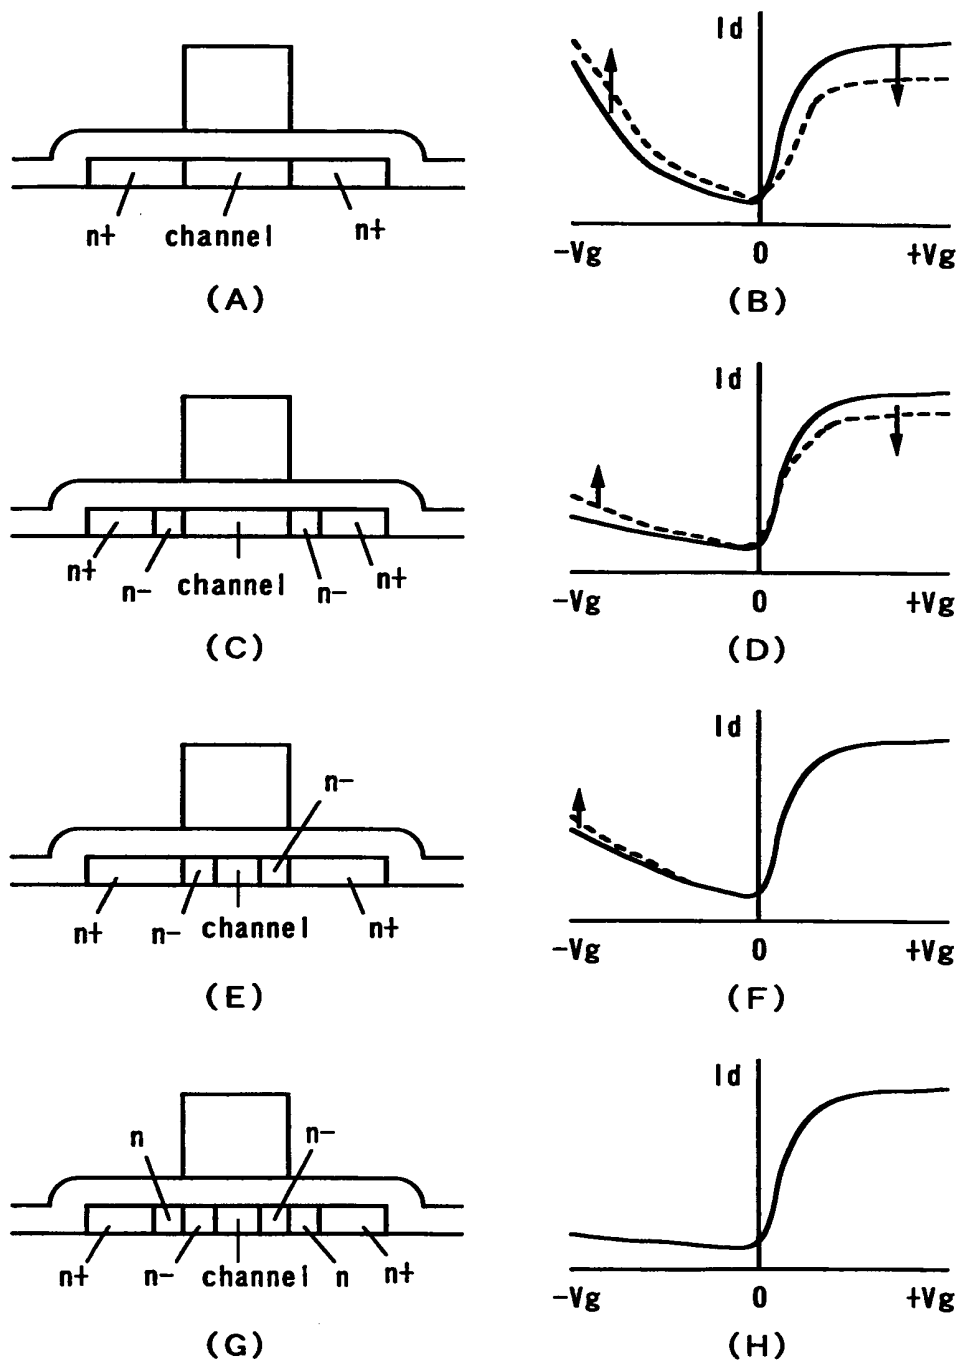 Id
n+ channel n+
-Vg 0 +Vg
(A) (B)
Id
n+ n- channel n- n+
-Vg 0 +Vg
(C) (D)
Id
n-
n+ n- channel n+
-Vg 0 +Vg
(E) (F)
Id
n n-
n+ n- channel n n+
-Vg 0 +Vg
(G) (H)